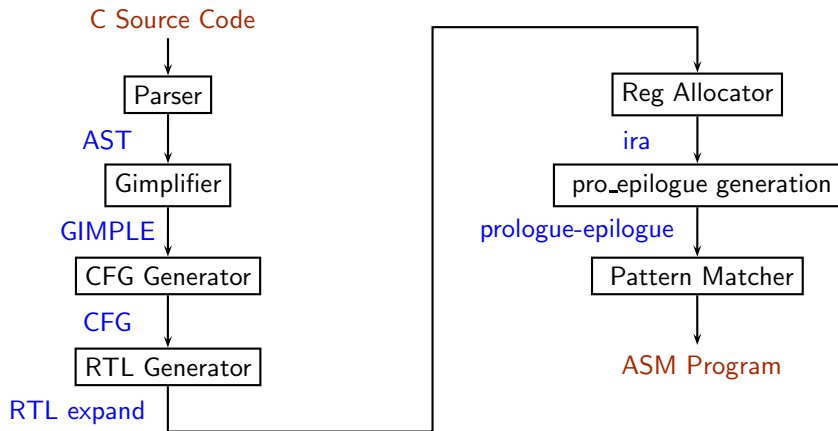 C Source Code
Parser
AST
Gimplifier
GIMPLE
CFG Generator
CFG
RTL Generator
RTL expand
Reg Allocator
ira
pro_epilogue generation
prologue-epilogue
Pattern Matcher
ASM Program